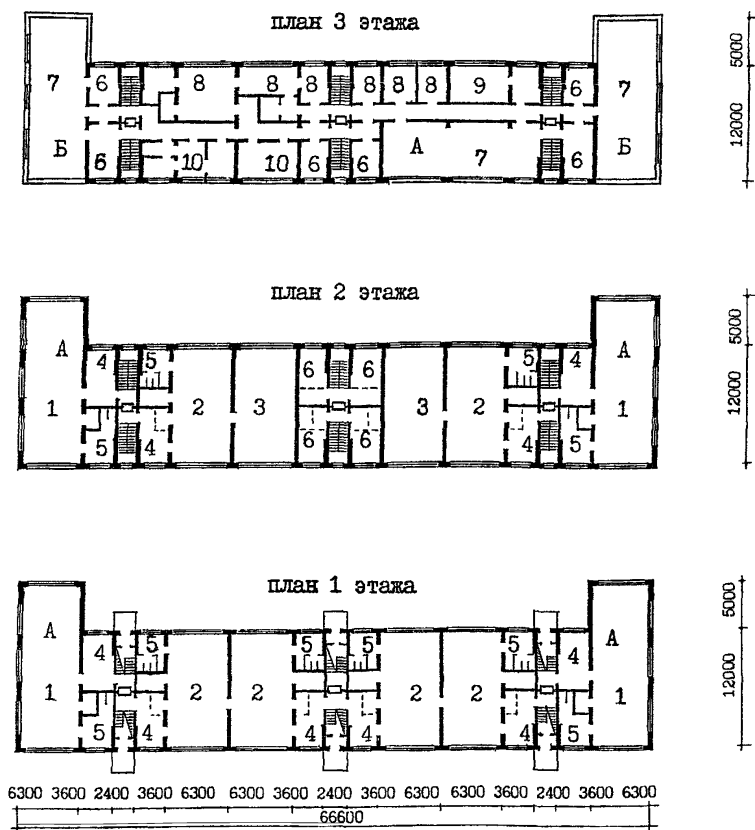 план 3 этажа
7 6 8 8 8 8 8 8 9 6 7
Б 6 10 10 6 6 А 7 6 Б
5000
12000
план 2 этажа
А 4 5 6 6 5 4 А
1 2 3 3 2 1
5 4 6 6 4 5
5000
12000
план 1 этажа
А 4 5 5 5 5 4 А
1 2 2 2 2 1
5 4 4 4 4 5
5000
12000
6300 3600 2400 3600 6300 6300 3600 2400 3600 6300 6300 3600 2400 3600 6300
66600